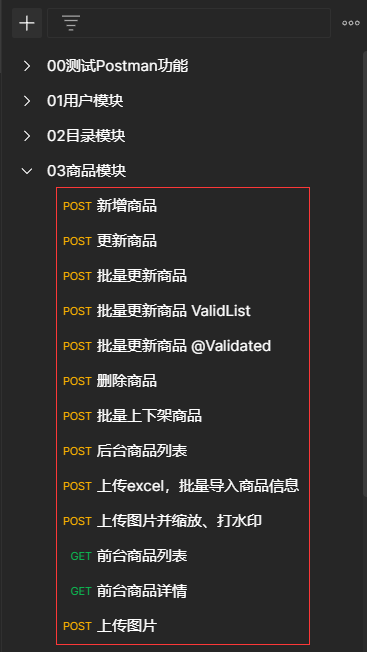 00测试Postman功能
01用户模块
02目录模块
03商品模块
POST 新增商品
POST 更新商品
POST 批量更新商品
POST 批量更新商品 ValidList
POST 批量更新商品 @Validated
POST 删除商品
POST 批量上下架商品
POST 后台商品列表
POST 上传excel，批量导入商品信息
POST 上传图片并缩放、打水印
GET 前台商品列表
GET 前台商品详情
POST 上传图片